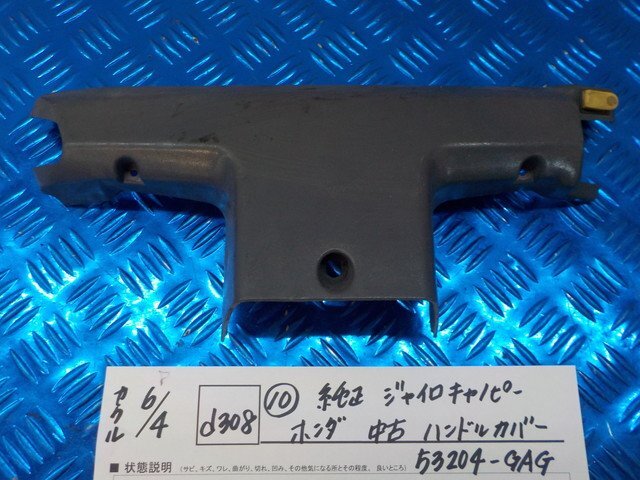 セクル 6/4 d308 ⑩ 純正 ジャイロキャノピー
ホンダ 中古 ハンドルカバー
53204-GAG
■ 状態説明 (サビ、キズ、ワレ、曲がり、切れ、凹み、その他気になる所とその程度、良いところ)